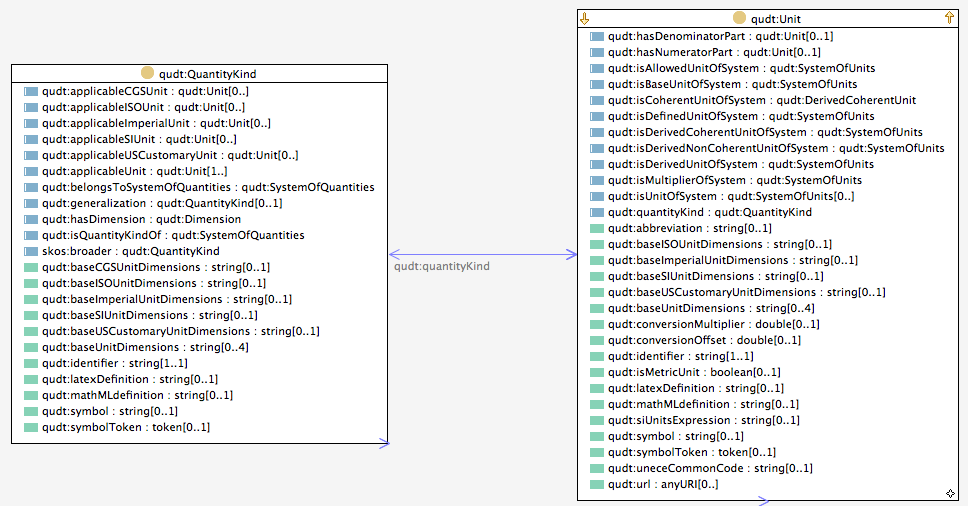 qudt:QuantityKind
qudt:applicableCGSUnit : qudt:Unit[0..]
qudt:applicableISOUnit : qudt:Unit[0..]
qudt:applicableImperialUnit : qudt:Unit[0..]
qudt:applicableSIUnit : qudt:Unit[0..]
qudt:applicableUSCustomaryUnit : qudt:Unit[0..]
qudt:applicableUnit : qudt:Unit[1..]
qudt:belongsToSystemOfQuantities : qudt:SystemOfQuantities
qudt:generalization : qudt:QuantityKind[0..1]
qudt:hasDimension : qudt:Dimension
qudt:isQuantityKindOf : qudt:SystemOfQuantities
skos:broader : qudt:QuantityKind
qudt:baseCGSUnitDimensions : string[0..1]
qudt:baseISOUnitDimensions : string[0..1]
qudt:baseImperialUnitDimensions : string[0..1]
qudt:baseSIUnitDimensions : string[0..1]
qudt:baseUSCustomaryUnitDimensions : string[0..1]
qudt:baseUnitDimensions : string[0..4]
qudt:identifier : string[1..1]
qudt:latexDefinition : string[0..1]
qudt:mathMLdefinition : string[0..1]
qudt:symbol : string[0..1]
qudt:symbolToken : token[0..1]
qudt:quantityKind
qudt:Unit
qudt:hasDenominatorPart : qudt:Unit[0..1]
qudt:hasNumeratorPart : qudt:Unit[0..1]
qudt:isAllowedUnitOfSystem : qudt:SystemOfUnits
qudt:isBaseUnitOfSystem : qudt:SystemOfUnits
qudt:isCoherentUnitOfSystem : qudt:DerivedCoherentUnit
qudt:isDefinedUnitOfSystem : qudt:SystemOfUnits
qudt:isDerivedCoherentUnitOfSystem : qudt:SystemOfUnits
qudt:isDerivedNonCoherentUnitOfSystem : qudt:SystemOfUnits
qudt:isDerivedUnitOfSystem : qudt:SystemOfUnits
qudt:isMultiplierOfSystem : qudt:SystemOfUnits
qudt:isUnitOfSystem : qudt:SystemOfUnits[0..]
qudt:quantityKind : qudt:QuantityKind
qudt:abbreviation : string[0..1]
qudt:baseISOUnitDimensions : string[0..1]
qudt:baseImperialUnitDimensions : string[0..1]
qudt:baseSIUnitDimensions : string[0..1]
qudt:baseUSCustomaryUnitDimensions : string[0..1]
qudt:baseUnitDimensions : string[0..4]
qudt:conversionMultiplier : double[0..1]
qudt:conversionOffset : double[0..1]
qudt:identifier : string[1..1]
qudt:isMetricUnit : boolean[0..1]
qudt:latexDefinition : string[0..1]
qudt:mathMLdefinition : string[0..1]
qudt:siUnitsExpression : string[0..1]
qudt:symbol : string[0..1]
qudt:symbolToken : token[0..1]
qudt:uneceCommonCode : string[0..1]
qudt:url : anyURI[0..]